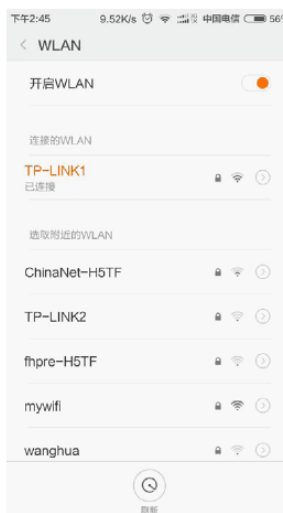 下午2:45 9.52K/s 中国电信 56%
WLAN
开启WLAN
连接的WLAN
TP-LINK1
已连接
选取附近的WLAN
ChinaNet-H5TF
TP-LINK2
fhpre-H5TF
mywifi
wanghua
刷新